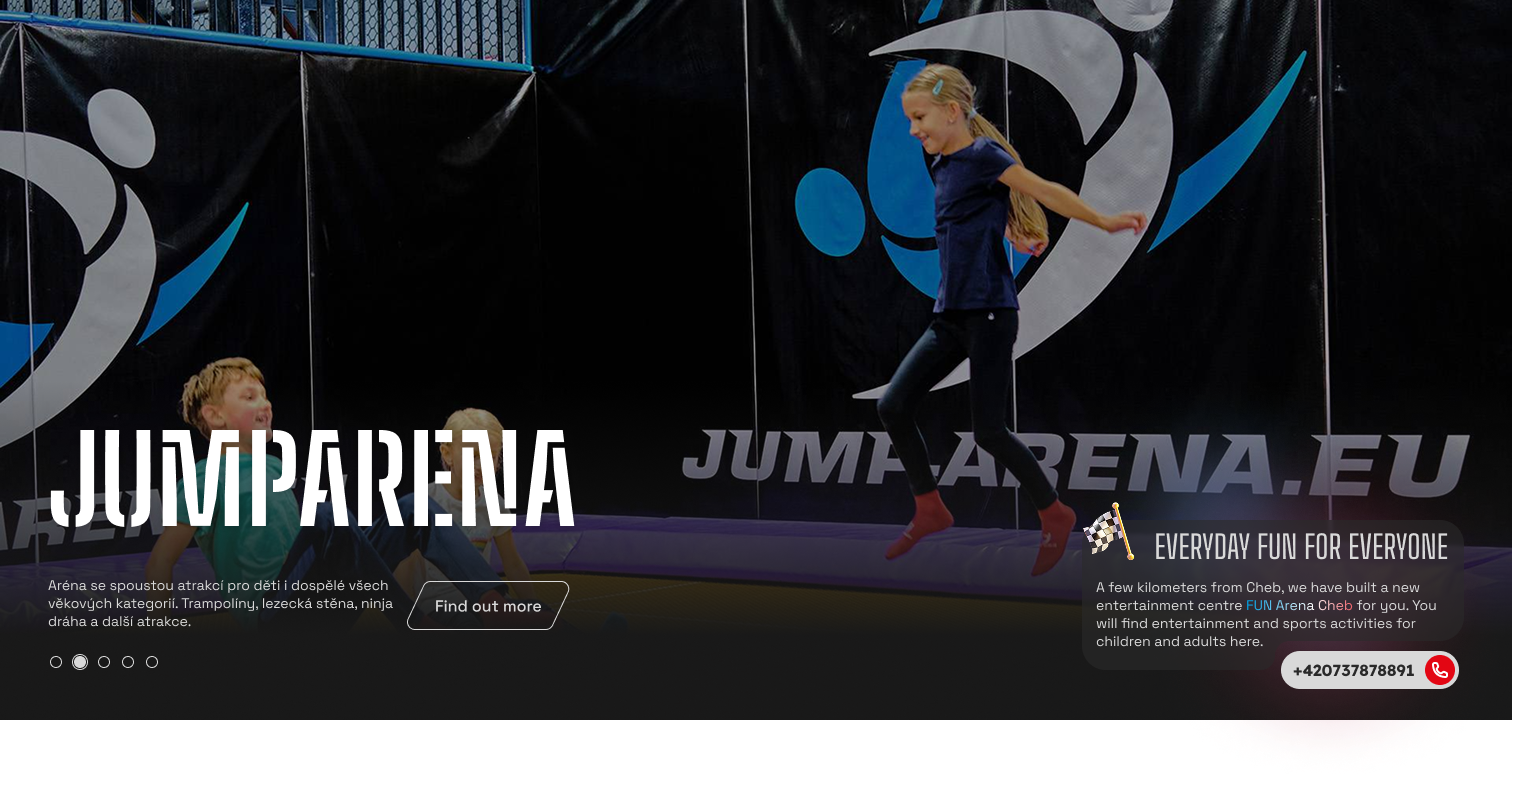 JUMPARENA.EU
ARENA
JUMPARENA
Aréna se spoustou atrakcí pro děti i dospělé všech
věkových kategorií. Trampolíny, lezecká stěna, ninja
dráha a další atrakce.
Find out more
EVERYDAY FUN FOR EVERYONE
A few kilometers from Cheb, we have built a new
entertainment centre FUN Arena Cheb for you. You
will find entertainment and sports activities for
children and adults here.
+420737878891